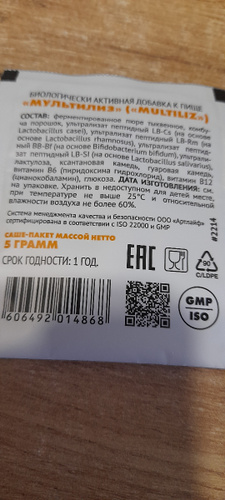 БИОЛОГИЧЕСКИ АКТИВНАЯ ДОБАВКА К ПИЩЕ
«МУЛЬТИЛИЗ» («MULTILIZ»)
СОСТАВ: ферментированное пюре тыквенное, комбу-
ча порошок, ультрализат пептидный LB-Cs (на основе
Lactobacillus casei), ультрализат пептидный LB-Rm (на
основе Lactobacillus rhamnosus), ультрализат пептид-
ный BB-Bf (на основе Bifidobacterium bifidum), ультрали-
зат пептидный LB-Sl (на основе Lactobacillus salivarius),
лактулоза, ксантановая камедь, гуаровая камедь,
витамин B6 (пиридоксина гидрохлорид), витамин B12
(цианокобаламин), глюкоза. ДАТА ИЗГОТОВЛЕНИЯ: см.
на упаковке. Хранить в недоступном для детей месте,
при температуре не выше 25°C и относительной
влажности воздуха не более 60%.
Система менеджмента качества и безопасности ООО «Артлайф»
сертифицирована в соответствии с ISO 22000 и GMP
САШЕ-ПАКЕТ МАССОЙ НЕТТО
5 ГРАММ
СРОК ГОДНОСТИ: 1 ГОД.
#2214
EAC
90
C/LDPE
606492 014868
GMP
ISO